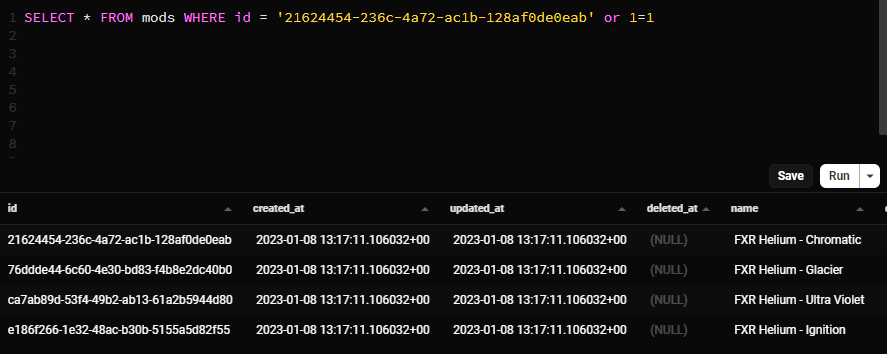 1 SELECT * FROM mods WHERE id = '21624454-236c-4a72-ac1b-128af0de0eab' or 1=1
2
3
4
5
6
7
8
Save Run
id created_at updated_at deleted_at name
21624454-236c-4a72-ac1b-128af0de0eab 2023-01-08 13:17:11.106032+00 2023-01-08 13:17:11.106032+00 (NULL) FXR Helium - Chromatic
76ddde44-6c60-4e30-bd83-f4b8e2dc40b0 2023-01-08 13:17:11.106032+00 2023-01-08 13:17:11.106032+00 (NULL) FXR Helium - Glacier
ca7ab89d-53f4-49b2-ab13-61a2b5944d80 2023-01-08 13:17:11.106032+00 2023-01-08 13:17:11.106032+00 (NULL) FXR Helium - Ultra Violet
e186f266-1e32-48ac-b30b-5155a5d82f55 2023-01-08 13:17:11.106032+00 2023-01-08 13:17:11.106032+00 (NULL) FXR Helium - Ignition